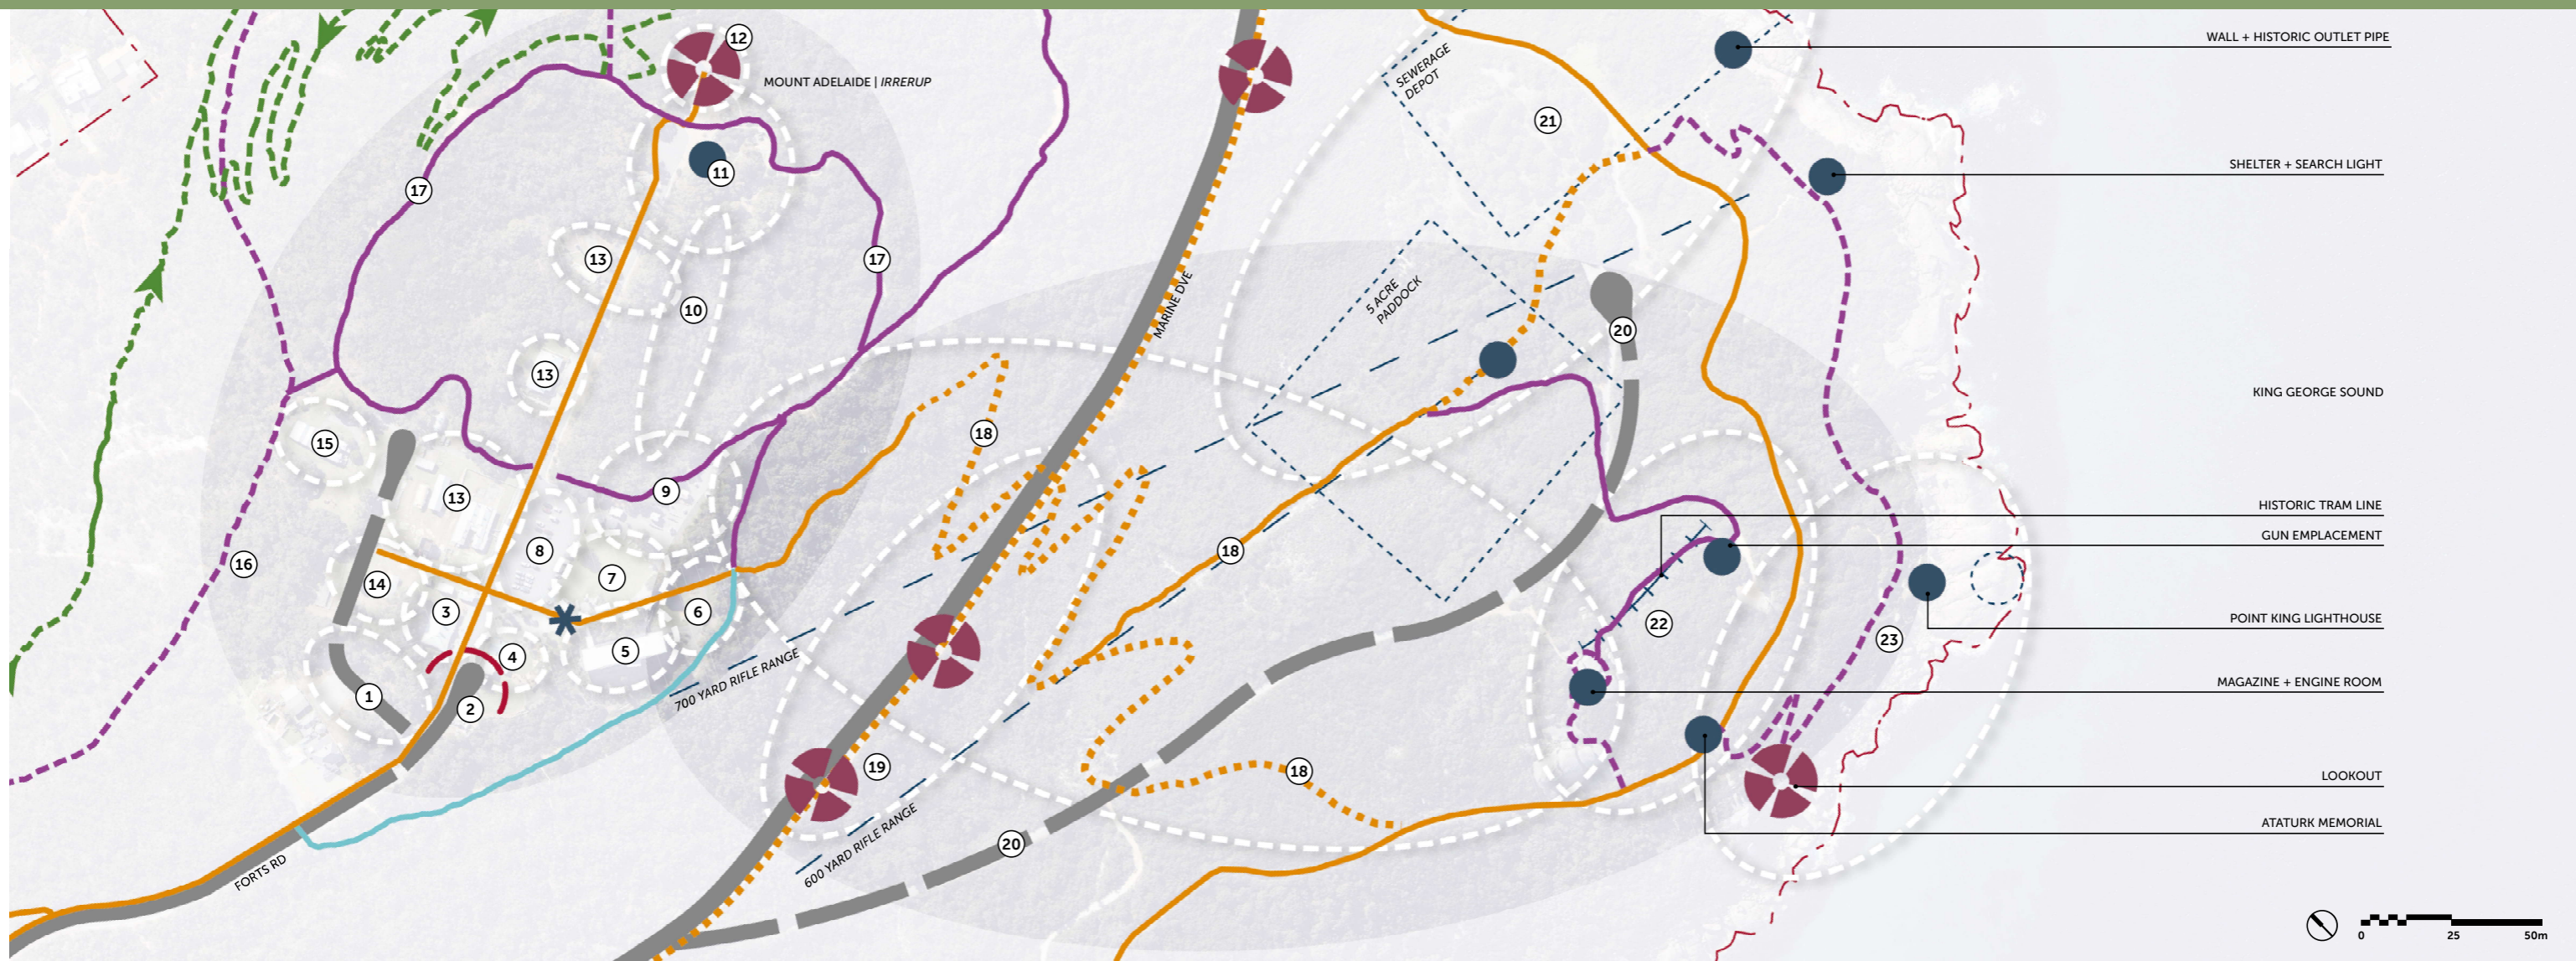 12
MOUNT ADELAIDE | IRRERUP
WALL + HISTORIC OUTLET PIPE
SEWERAGE
DEPOT
21
11
SHELTER + SEARCH LIGHT
17
13
17
10
MARINE DVE
5 ACRE
PADDOCK
20
13
KING GEORGE SOUND
15
18
9
13
HISTORIC TRAM LINE
GUN EMPLACEMENT
8
18
16
7
14
3
6
22
POINT KING LIGHTHOUSE
23
5
4
700 YARD RIFLE RANGE
MAGAZINE + ENGINE ROOM
1
2
19
18
LOOKOUT
600 YARD RIFLE RANGE
ATATURK MEMORIAL
20
FORTS RD
0 25 50m